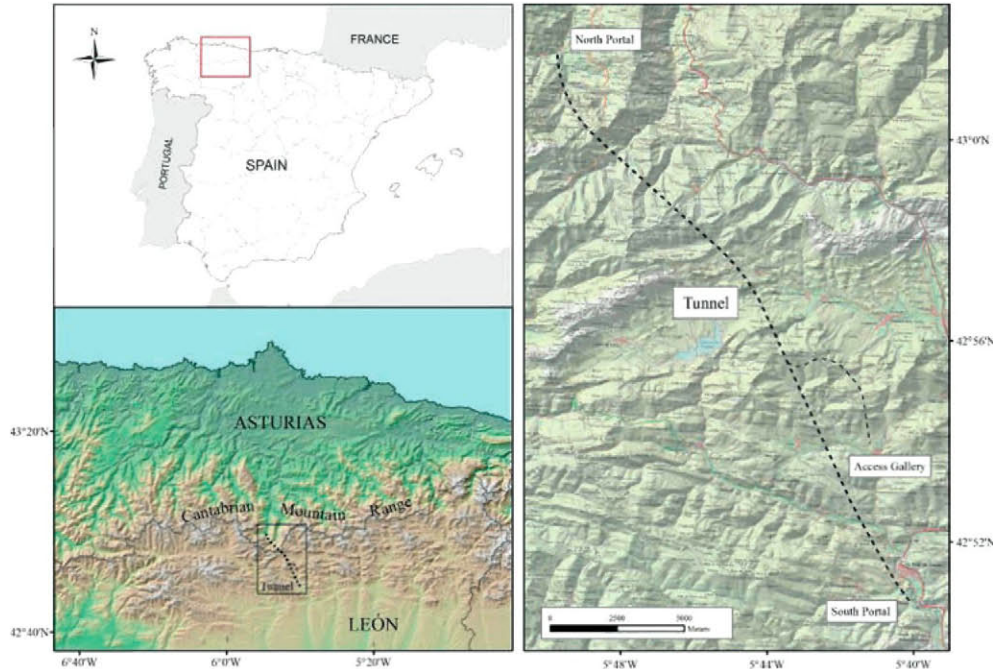 N
FRANCE
PORTUGAL
SPAIN
ASTURIAS
Cantabrian Mountain Range
Tunnel
LEÓN
43°20'N
42°40'N
6°40'W
6°0'W
5°20'W
North Portal
Tunnel
Access Gallery
South Portal
0 2500 5000
Meters
43°0'N
42°56'N
42°52'N
5°48'W
5°44'W
5°40'W